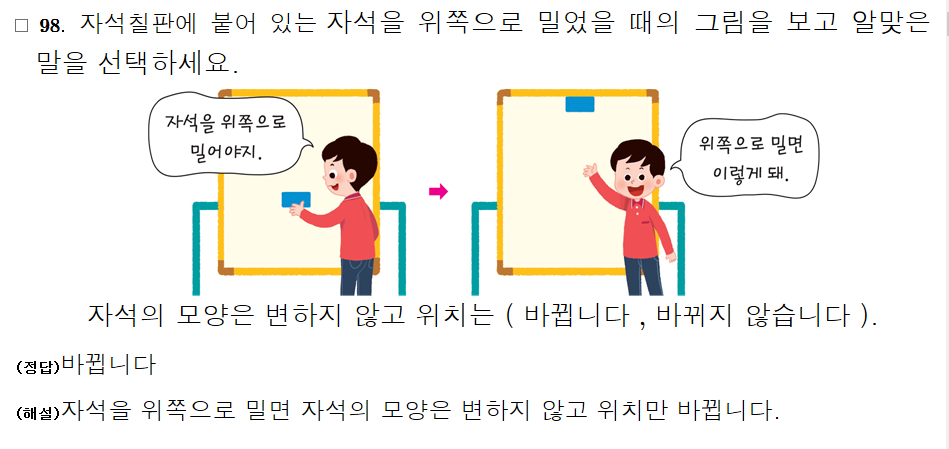 □ 98. 자석칠판에 붙어 있는 자석을 위쪽으로 밀었을 때의 그림을 보고 알맞은
말을 선택하세요.
자석을 위쪽으로
밀어야지.
위쪽으로 밀면
이렇게 돼.
자석의 모양은 변하지 않고 위치는 ( 바뀝니다 , 바뀌지 않습니다 ).
(정답)바뀝니다
(해설)자석을 위쪽으로 밀면 자석의 모양은 변하지 않고 위치만 바뀝니다.